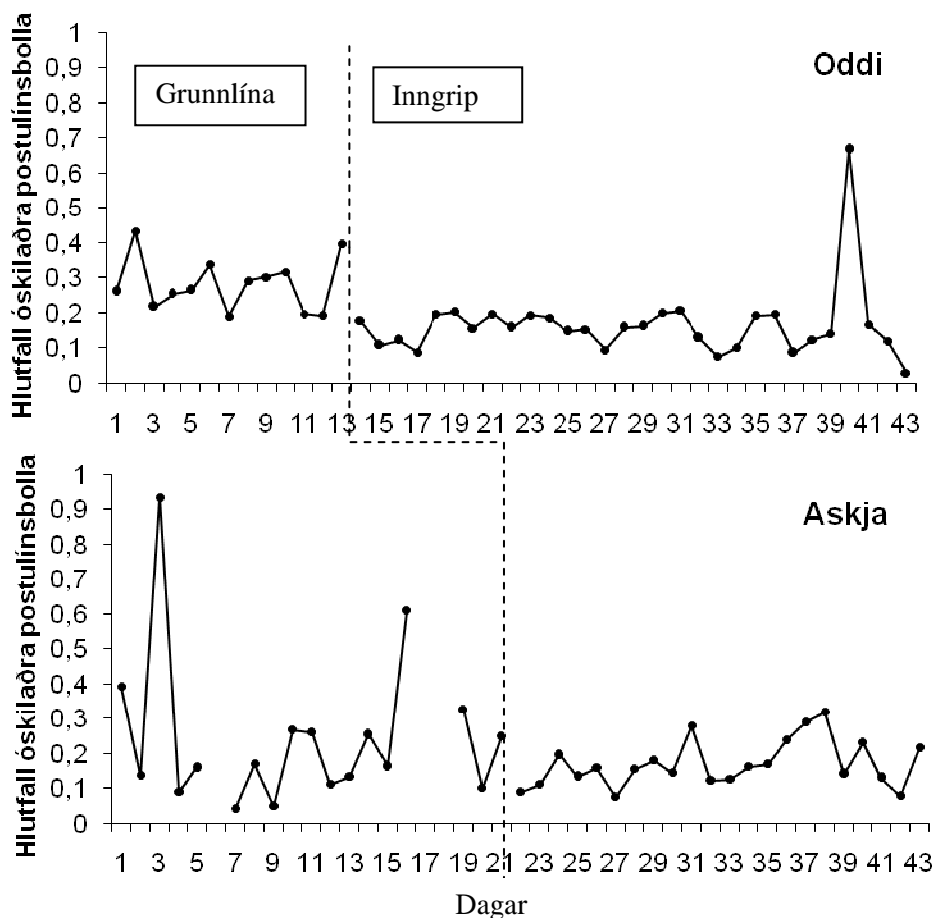 Hlutfall óskilaðra postulínsbolla
1
0,9
0,8
0,7
0,6
0,5
0,4
0,3
0,2
0,1
0
Grunnlína
Inngrip
Oddi
1 3 5 7 9 11 13 15 17 19 21 23 25 27 29 31 33 35 37 39 41 43
Hlutfall óskilaðra postulínsbolla
1
0,9
0,8
0,7
0,6
0,5
0,4
0,3
0,2
0,1
0
Askja
1 3 5 7 9 11 13 15 17 19 21 23 25 27 29 31 33 35 37 39 41 43
Dagar